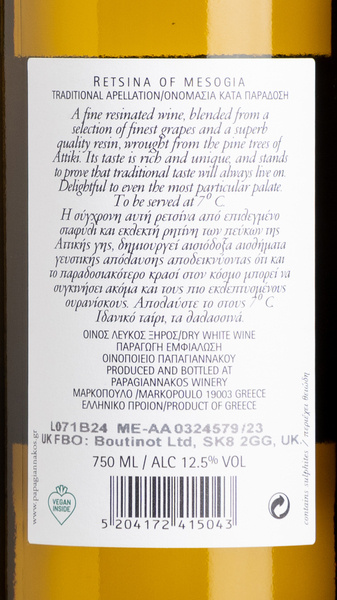 RETSINA OF MESOGIA
TRADITIONAL APELLATION/ΟΝΟΜΑΣΙΑ ΚΑΤΑ ΠΑΡΑΔΟΣΗ
A fine resinated wine, blended from a
selection of finest grapes and a superb
quality resin, wrought from the pine trees of
Attiki. Its taste is rich and unique, and stands
to prove that traditional taste will always live on.
Delightful to even the most particular palate.
To be served at 7° C.
Η σύγχρονη αυτή ρετσίνα από επιλεγμένο
σταφύλι και εκλεκτή ρητίνη των πεύκων της
Αττικής γης, δημιουργεί αισιόδοξα αισθήματα
γευστικής απόλαυσης αποδεικνύοντας ότι και
το παραδοσιακότερο κρασί στον κόσμο μπορεί να
συγκινήσει ακόμα και τους πιο εκλεπτυσμένους
ουρανίσκους. Απολαύστε το στους 7° C.
Ιδανικό ταίρι, τα θαλασσινά.
ΟΙΝΟΣ ΛΕΥΚΟΣ ΞΗΡΟΣ/DRY WHITE WINE
ΠΑΡΑΓΩΓΗ ΕΜΦΙΑΛΩΣΗ
ΟΙΝΟΠΟΙΕΙΟ ΠΑΠΑΓΙΑΝΝΑΚΟΥ
PRODUCED AND BOTTLED AT
PAPAGIANNAKOS WINERY
ΜΑΡΚΟΠΟΥΛΟ /MARKOPOULO 19003 GREECE
ΕΛΛΗΝΙΚΟ ΠΡΟΙΟΝ/PRODUCT OF GREECE
L071B24 ME-AA 0324579/23
UK FBO: Boutinot Ltd, SK8 2GG, UK
750 ML / ALC 12.5% VOL
www.papagiannakos.gr
VEGAN
INSIDE
5 204172 415043
contains sulphites / περιέχει θειώδη